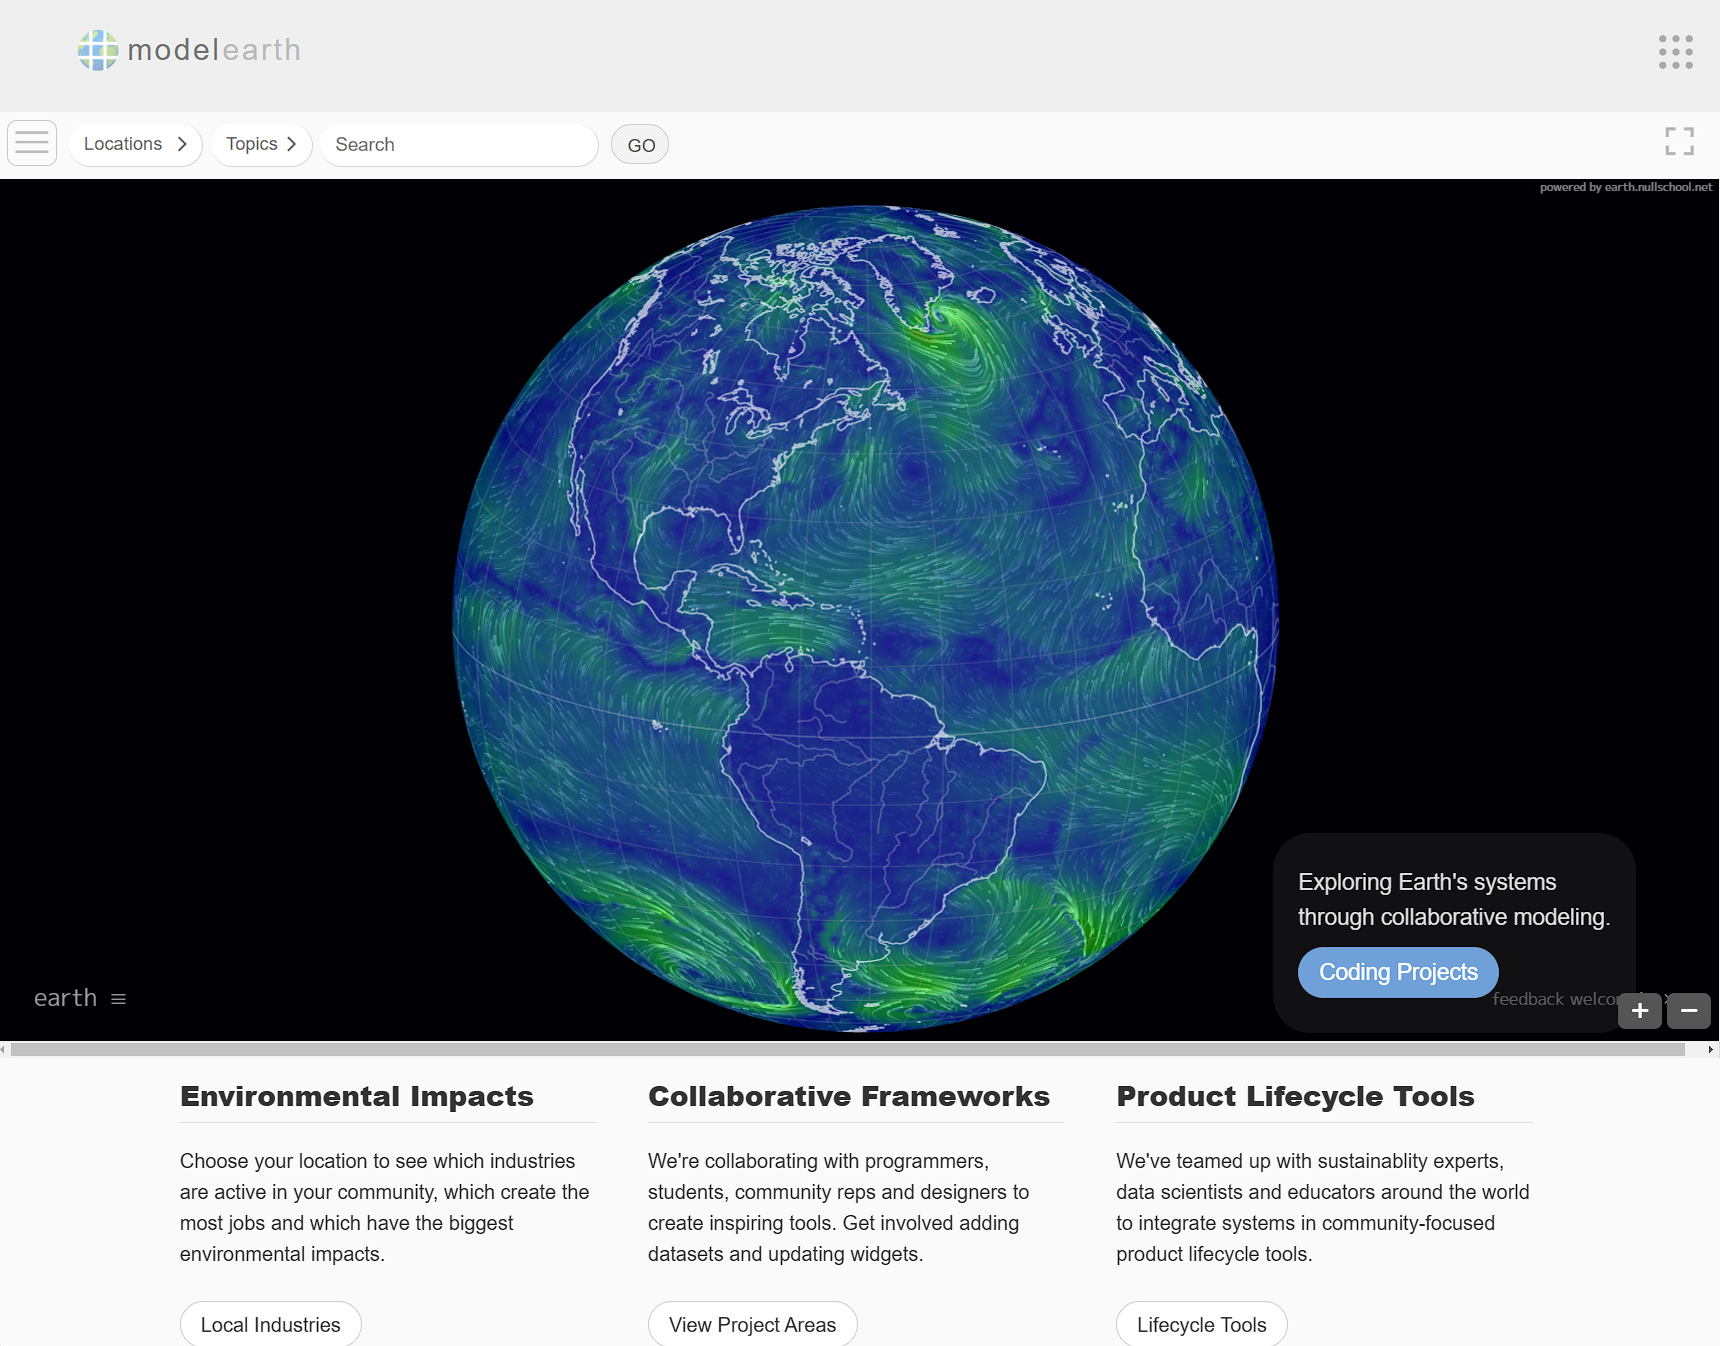 modelearth
Locations
Topics
Search
GO
powered by earth.nullschool.net
Exploring Earth's systems
through collaborative modeling.
Coding Projects
earth
feedback
Environmental Impacts
Choose your location to see which industries
are active in your community, which create the
most jobs and which have the biggest
environmental impacts.
Local Industries
Collaborative Frameworks
We're collaborating with programmers,
students, community reps and designers to
create inspiring tools. Get involved adding
datasets and updating widgets.
View Project Areas
Product Lifecycle Tools
We've teamed up with sustainablity experts,
data scientists and educators around the world
to integrate systems in community-focused
product lifecycle tools.
Lifecycle Tools